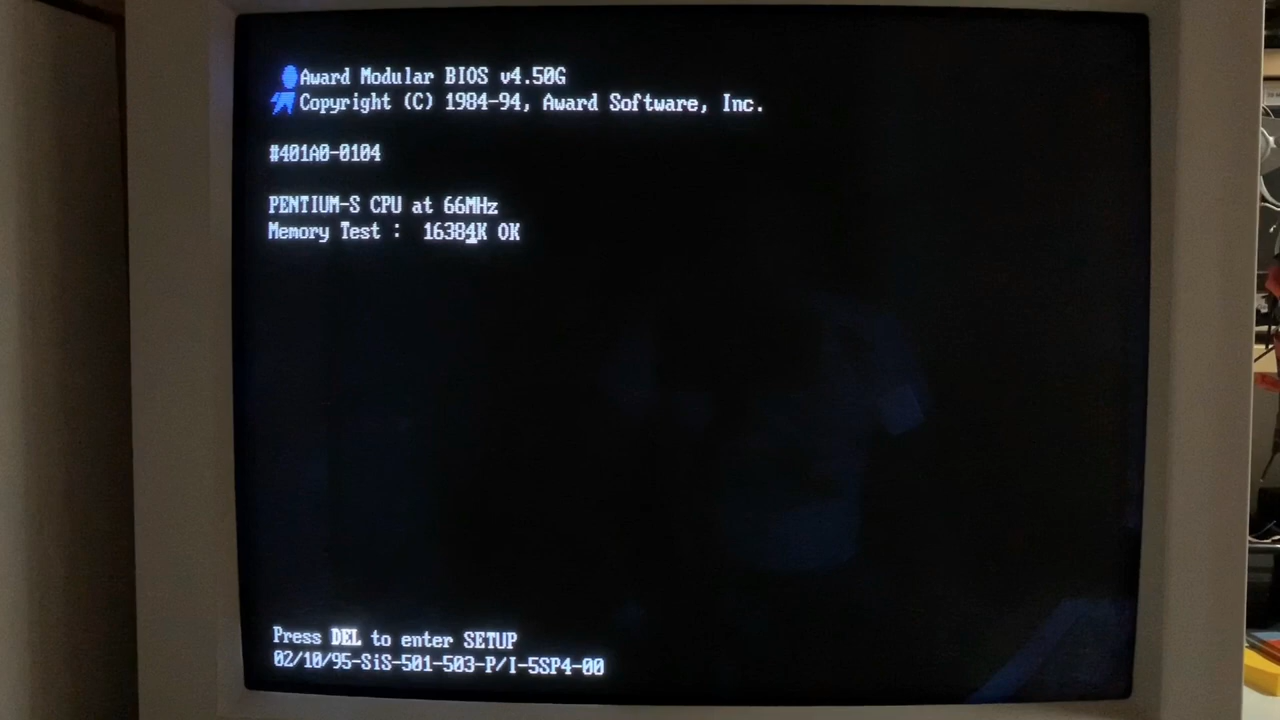 Award Modular BIOS v4.50G
Copyright (C) 1984-94, Award Software, Inc.
#401A0-0104
PENTIUM-S CPU at 66MHz
Memory Test :  16384K OK
Press DEL to enter SETUP
02/10/95-SiS-501-503-P/I-5SP4-00